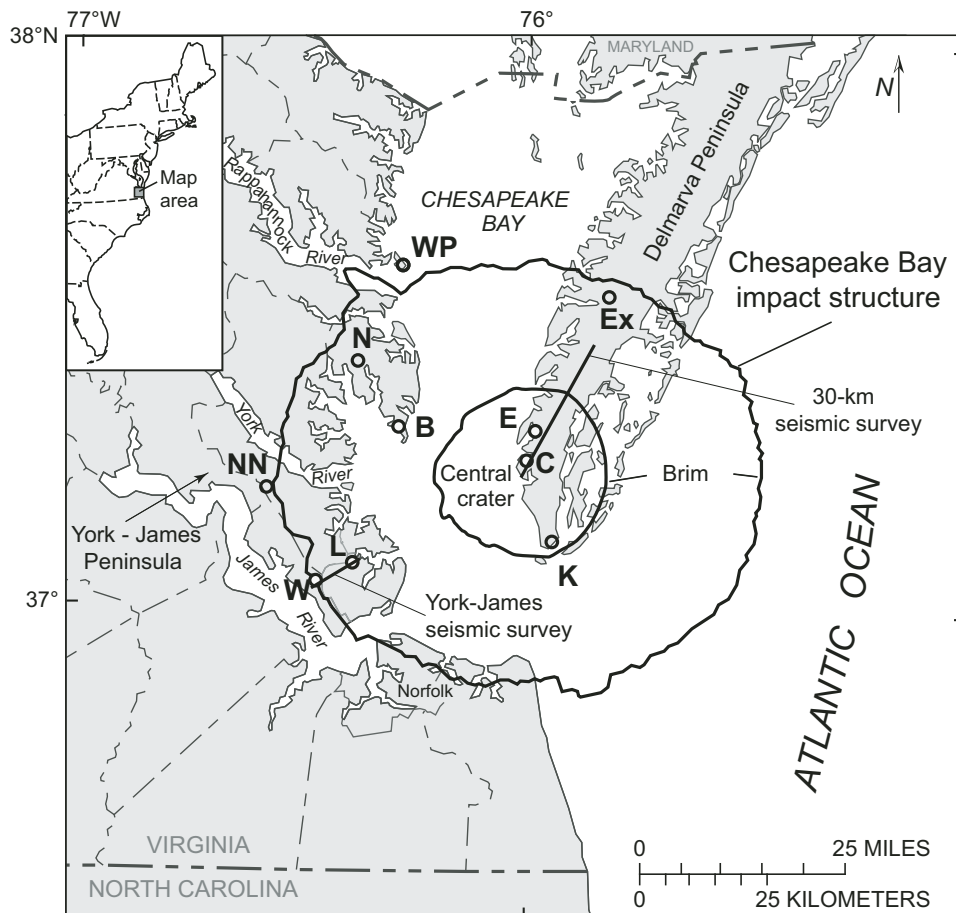 77°W
76°
38°N
MARYLAND
N
Map
area
Delmarva Peninsula
Rappahannock
River
CHESAPEAKE
BAY
WP
Chesapeake Bay
impact structure
Ex
N
30-km
seismic survey
York
River
B
E
C
Central
crater
Brim
NN
York - James
Peninsula
L
W
K
James
River
York-James
seismic survey
37°
Norfolk
ATLANTIC OCEAN
VIRGINIA
NORTH CAROLINA
0 25 MILES
0 25 KILOMETERS